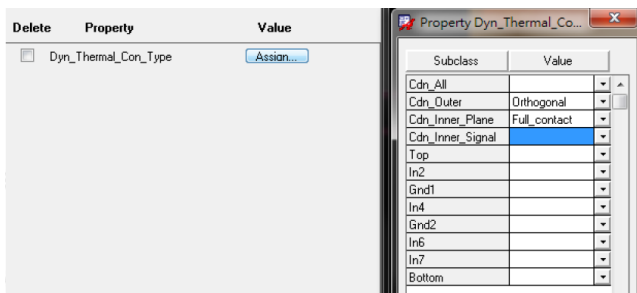 Delete Property Value
Dyn_Thermal_Con_Type Assign...
Property Dyn_Thermal_Co...
Subclass Value
Cdn_All
Cdn_Outer Orthogonal
Cdn_Inner_Plane Full_contact
Cdn_Inner_Signal
Top
In2
Gnd1
In4
Gnd2
In6
In7
Bottom